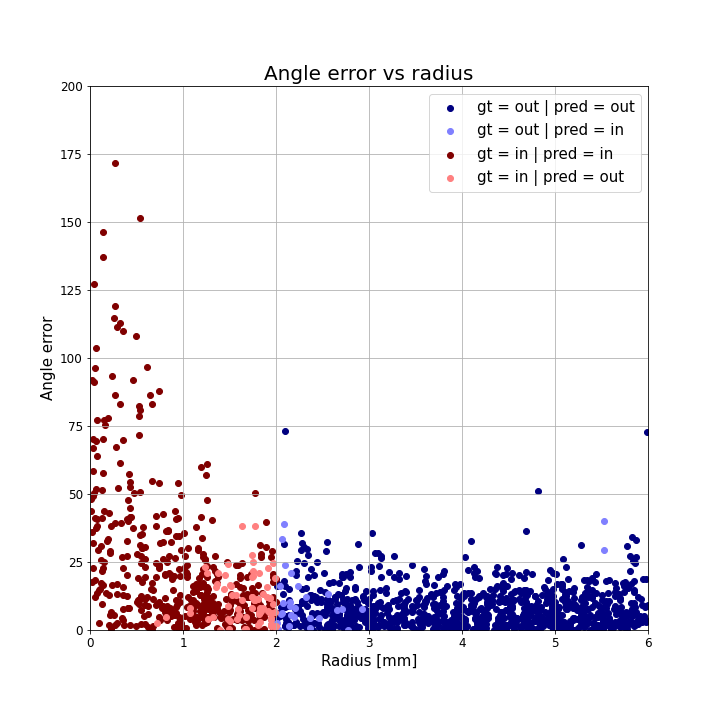 Angle error vs radius
gt = out | pred = out
gt = out | pred = in
gt = in | pred = in
gt = in | pred = out
200
175
150
125
100
75
50
25
0
Angle error
0 1 2 3 4 5 6
Radius [mm]